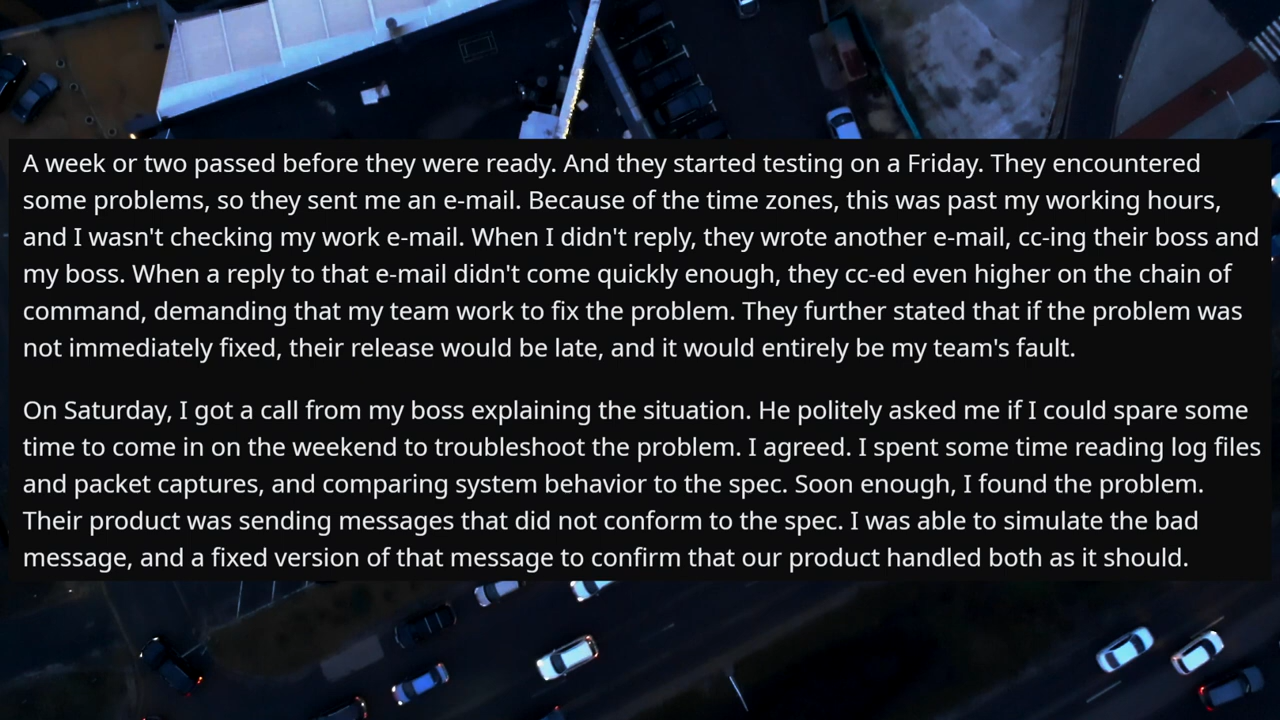 A week or two passed before they were ready. And they started testing on a Friday. They encountered
some problems, so they sent me an e-mail. Because of the time zones, this was past my working hours,
and I wasn't checking my work e-mail. When I didn't reply, they wrote another e-mail, cc-ing their boss and
my boss. When a reply to that e-mail didn't come quickly enough, they cc-ed even higher on the chain of
command, demanding that my team work to fix the problem. They further stated that if the problem was
not immediately fixed, their release would be late, and it would entirely be my team's fault.
On Saturday, I got a call from my boss explaining the situation. He politely asked me if I could spare some
time to come in on the weekend to troubleshoot the problem. I agreed. I spent some time reading log files
and packet captures, and comparing system behavior to the spec. Soon enough, I found the problem.
Their product was sending messages that did not conform to the spec. I was able to simulate the bad
message, and a fixed version of that message to confirm that our product handled both as it should.